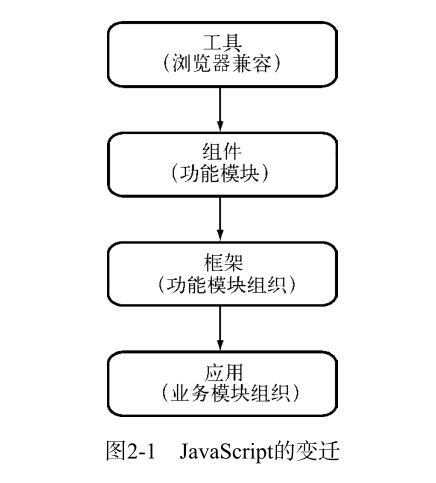 工具
（浏览器兼容）
组件
（功能模块）
框架
（功能模块组织）
应用
（业务模块组织）
图2-1　JavaScript的变迁